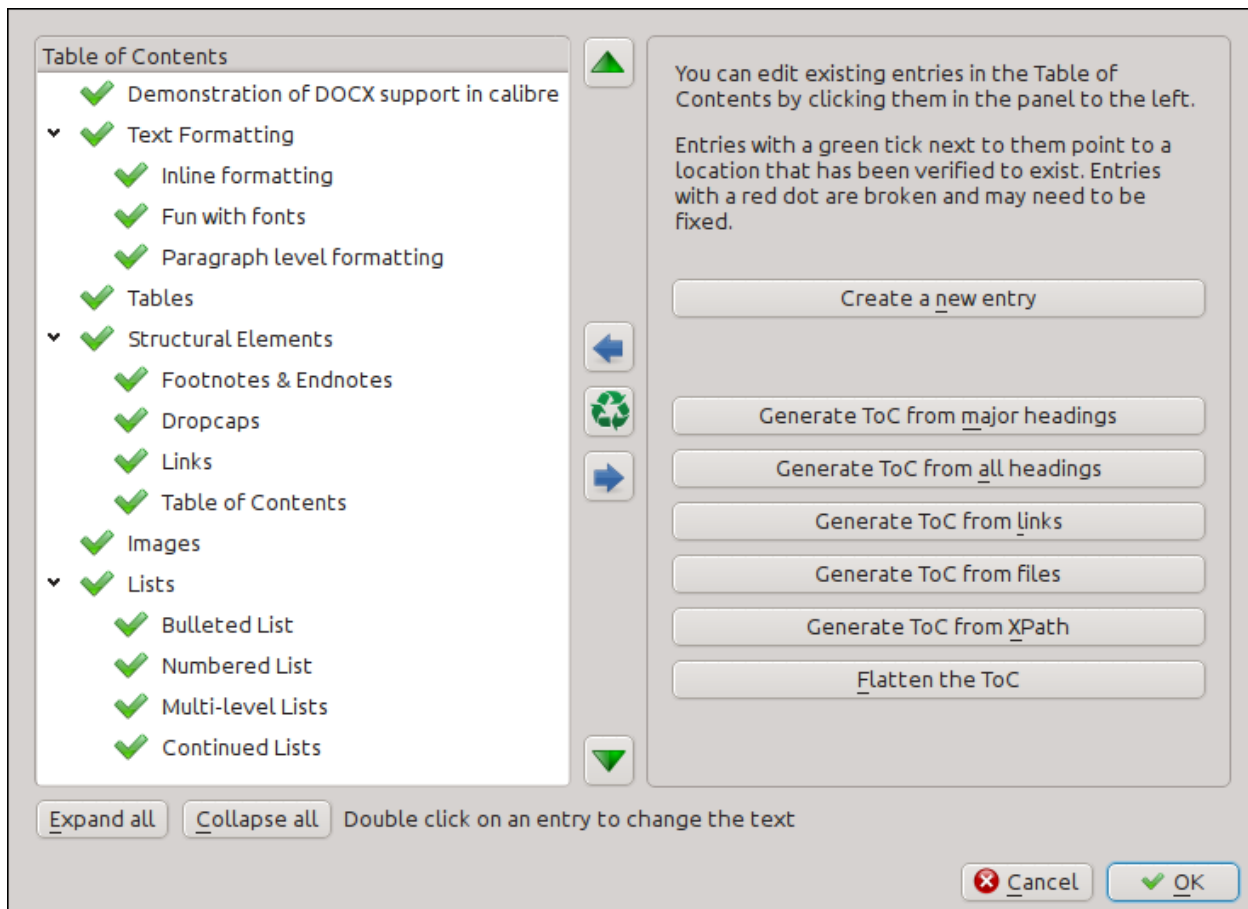 Table of Contents
Demonstration of DOCX support in calibre
Text Formatting
Inline formatting
Fun with fonts
Paragraph level formatting
Tables
Structural Elements
Footnotes & Endnotes
Dropcaps
Links
Table of Contents
Images
Lists
Bulleted List
Numbered List
Multi-level Lists
Continued Lists
You can edit existing entries in the Table of
Contents by clicking them in the panel to the left.
Entries with a green tick next to them point to a
location that has been verified to exist. Entries
with a red dot are broken and may need to be
fixed.
Create a new entry
Generate ToC from major headings
Generate ToC from all headings
Generate ToC from links
Generate ToC from files
Generate ToC from XPath
Flatten the ToC
Expand all
Collapse all
Double click on an entry to change the text
Cancel
OK